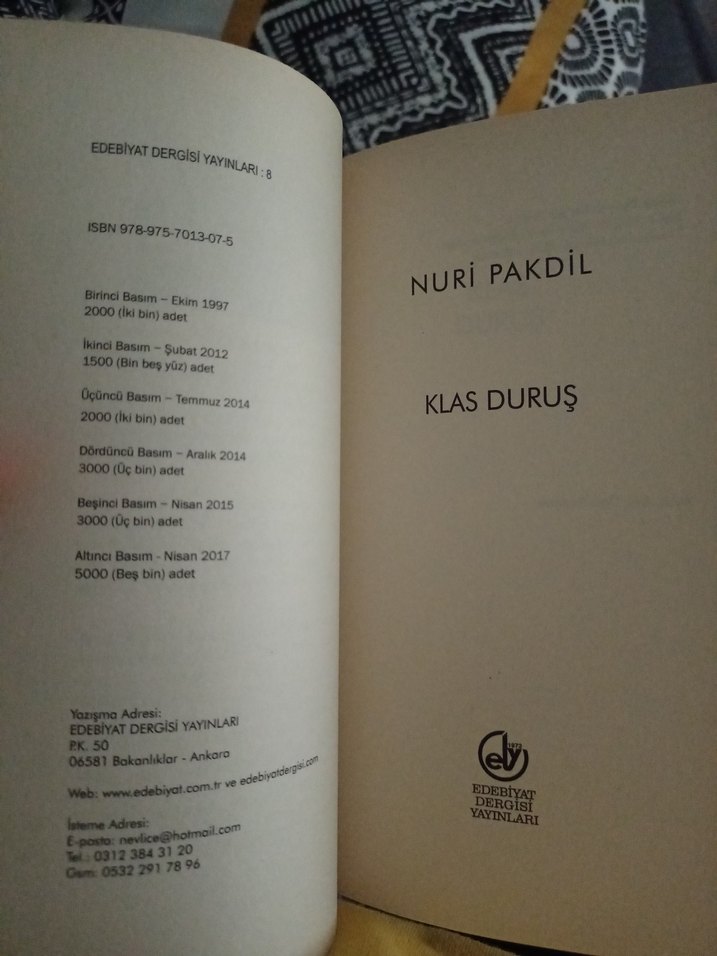 EDEBİYAT DERGİSİ YAYINLARI : 8
ISBN 978-975-7013-07-5
Birinci Basım – Ekim 1997
2000 (İki bin) adet
İkinci Basım – Şubat 2012
1500 (Bin beş yüz) adet
Üçüncü Basım – Temmuz 2014
2000 (İki bin) adet
Dördüncü Basım – Aralık 2014
3000 (Üç bin) adet
Beşinci Basım – Nisan 2015
3000 (Üç bin) adet
Altıncı Basım - Nisan 2017
5000 (Beş bin) adet
Yazışma Adresi:
EDEBİYAT DERGİSİ YAYINLARI
P.K. 50
06581 Bakanlıklar - Ankara
Web: www.edebiyat.com.tr ve edebiyatdergisi.com
İsteme Adresi:
E-posta: nevlice@hotmail.com
Tel.: 0312 384 31 20
Gsm: 0532 291 78 96
NURİ PAKDİL
KLAS DURUŞ
1972
edy
EDEBİYAT
DERGİSİ
YAYINLARI